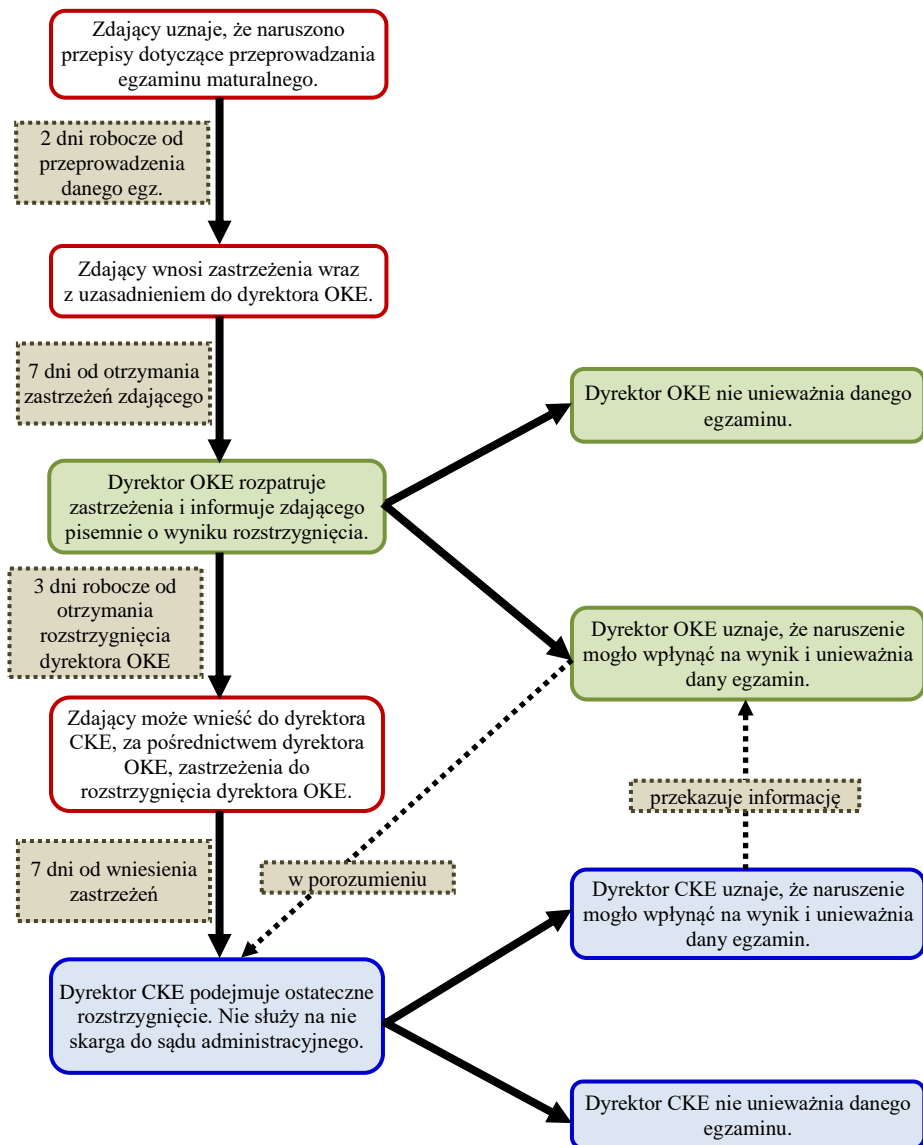 Zdający uznaje, że naruszono
przepisy dotyczące przeprowadzania
egzaminu maturalnego.
2 dni robocze od
przeprowadzenia
danego egz.
Zdający wnosi zastrzeżenia wraz
z uzasadnieniem do dyrektora OKE.
7 dni od otrzymania
zastrzeżeń zdającego
Dyrektor OKE nie unieważnia danego
egzaminu.
Dyrektor OKE rozpatruje
zastrzeżenia i informuje zdającego
pisemnie o wyniku rozstrzygnięcia.
3 dni robocze od
otrzymania
rozstrzygnięcia
dyrektora OKE
Dyrektor OKE uznaje, że naruszenie
mogło wpłynąć na wynik i unieważnia
dany egzamin.
Zdający może wnieść do dyrektora
CKE, za pośrednictwem dyrektora
OKE, zastrzeżenia do
rozstrzygnięcia dyrektora OKE.
przekazuje informację
7 dni od wniesienia
zastrzeżeń
w porozumieniu
Dyrektor CKE uznaje, że naruszenie
mogło wpłynąć na wynik i unieważnia
dany egzamin.
Dyrektor CKE podejmuje ostateczne
rozstrzygnięcie. Nie służy na nie
skarga do sądu administracyjnego.
Dyrektor CKE nie unieważnia danego
egzaminu.